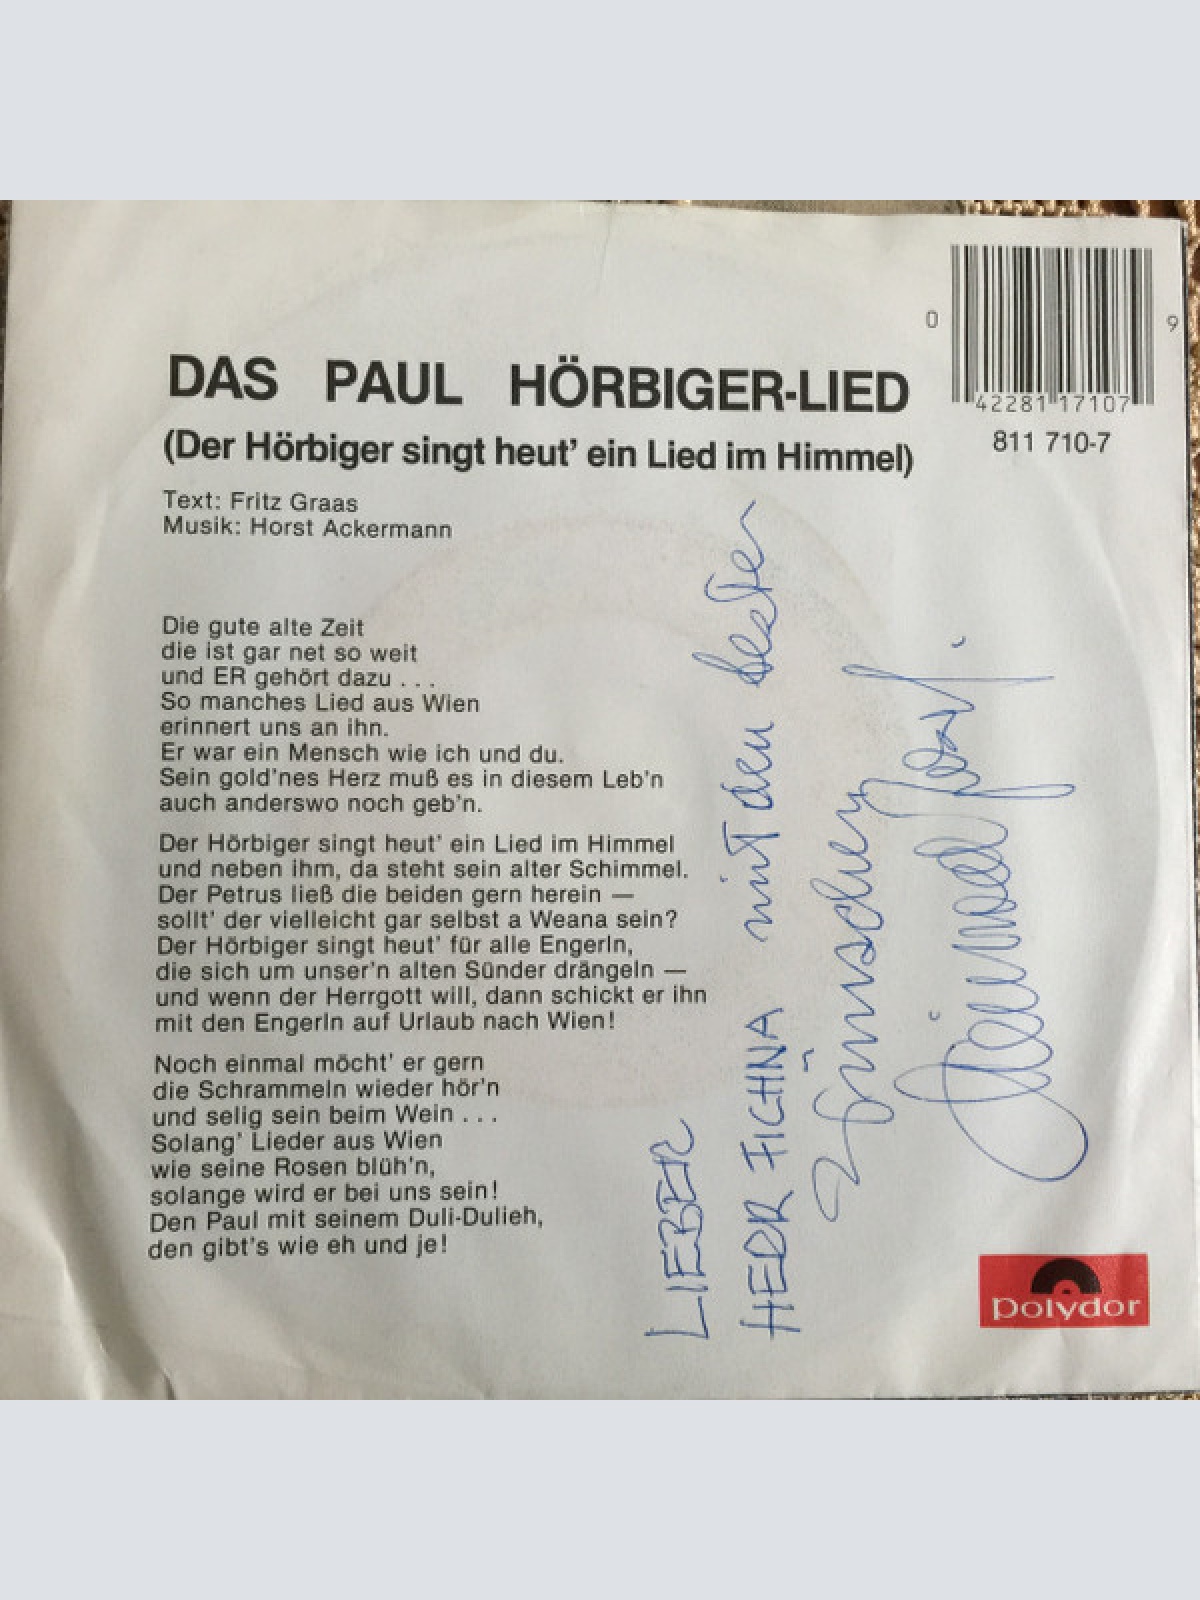 0 9
42281 17107
811 710-7
DAS PAUL HÖRBIGER-LIED
(Der Hörbiger singt heut' ein Lied im Himmel)
Text: Fritz Graas
Musik: Horst Ackermann
Die gute alte Zeit
die ist gar net so weit
und ER gehört dazu . . .
So manches Lied aus Wien
erinnert uns an ihn.
Er war ein Mensch wie ich und du.
Sein gold'nes Herz muß es in diesem Leb'n
auch anderswo noch geb'n.
Der Hörbiger singt heut' ein Lied im Himmel
und neben ihm, da steht sein alter Schimmel.
Der Petrus ließ die beiden gern herein —
sollt' der vielleicht gar selbst a Weana sein?
Der Hörbiger singt heut' für alle Engerln,
die sich um unser'n alten Sünder drängeln —
und wenn der Herrgott will, dann schickt er ihn
mit den Engerln auf Urlaub nach Wien!
Noch einmal möcht' er gern
die Schrammeln wieder hör'n
und selig sein beim Wein . . .
Solang' Lieder aus Wien
wie seine Rosen blüh'n,
solange wird er bei uns sein!
Den Paul mit seinem Duli-Dulieh,
den gibt's wie eh und je!
LIEBER
HERR FICHNA mit den besten
Wünschen
polydor